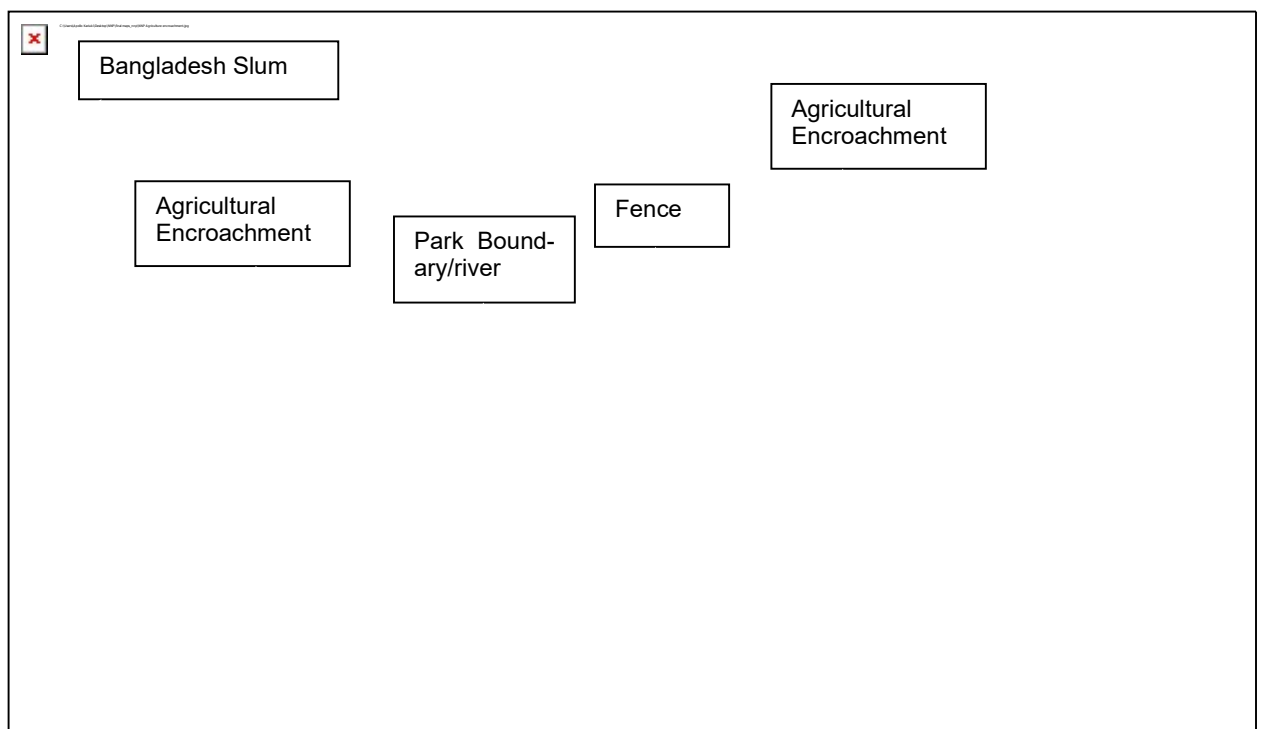 Bangladesh Slum
Agricultural
Encroachment
Agricultural
Encroachment
Fence
Park Bound-
ary/river